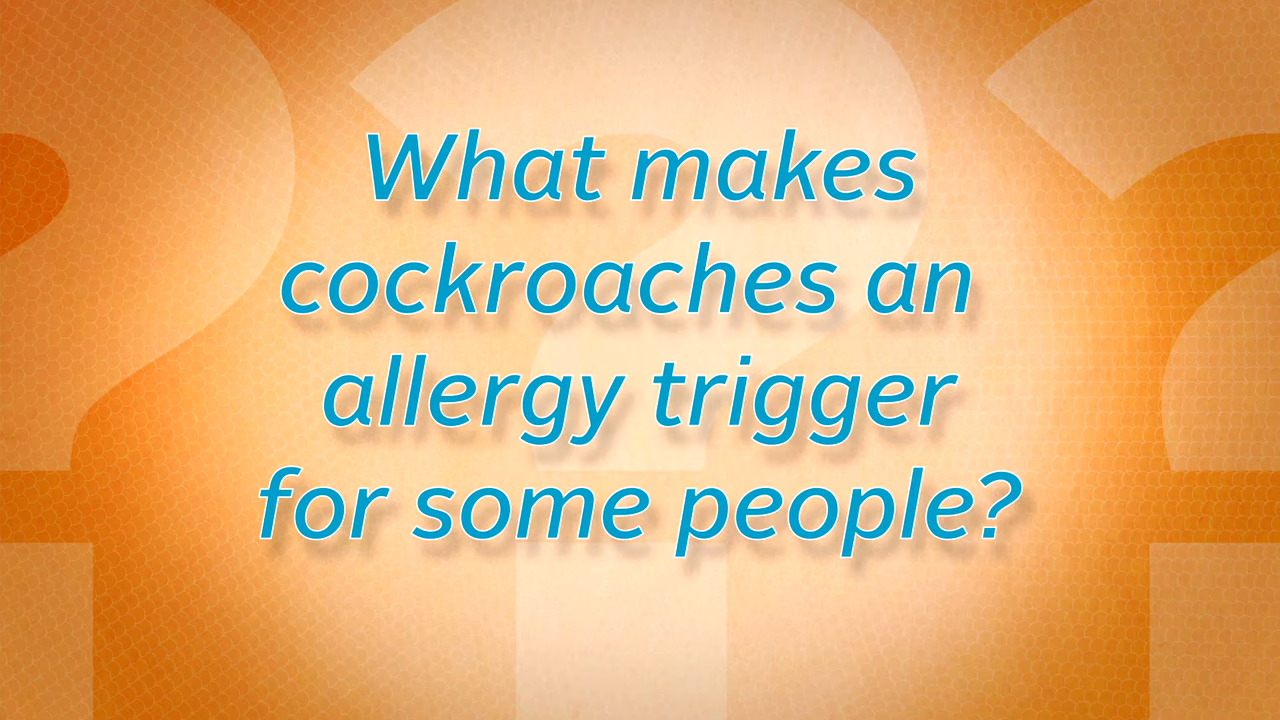 What makes
cockroaches an
allergy trigger
for some people?